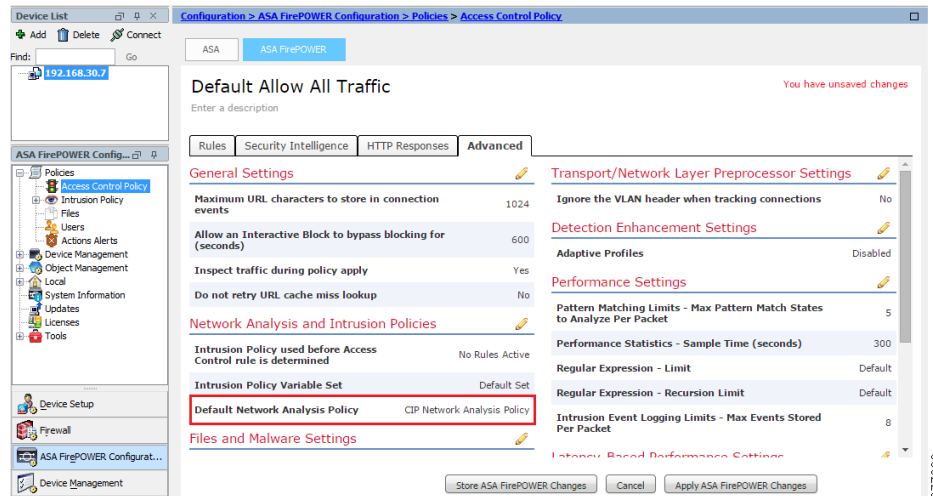 Device List
Configuration > ASA FirePOWER Configuration > Policies > Access Control Policy
Add Delete Connect
Find: Go
192.168.30.7
ASA FirePOWER Config...
Policies
Access Control Policy
Intrusion Policy
Files
Users
Actions Alerts
Device Management
Object Management
Local
System Information
Updates
Licenses
Tools
Device Setup
Firewall
ASA FirePOWER Configurat...
Device Management
ASA
ASA FirePOWER
Default Allow All Traffic
You have unsaved changes
Enter a description
Rules
Security Intelligence
HTTP Responses
Advanced
General Settings
Maximum URL characters to store in connection
events
1024
Allow an Interactive Block to bypass blocking for
(seconds)
600
Inspect traffic during policy apply Yes
Do not retry URL cache miss lookup No
Network Analysis and Intrusion Policies
Intrusion Policy used before Access
Control rule is determined
No Rules Active
Intrusion Policy Variable Set Default Set
Default Network Analysis Policy CIP Network Analysis Policy
Files and Malware Settings
Transport/Network Layer Preprocessor Settings
Ignore the VLAN header when tracking connections No
Detection Enhancement Settings
Adaptive Profiles Disabled
Performance Settings
Pattern Matching Limits - Max Pattern Match States
to Analyze Per Packet
5
Performance Statistics - Sample Time (seconds) 300
Regular Expression - Limit Default
Regular Expression - Recursion Limit Default
Intrusion Event Logging Limits - Max Events Stored
Per Packet
8
Latency-Based Performance Settings
Store ASA FirePOWER Changes
Cancel
Apply ASA FirePOWER Changes